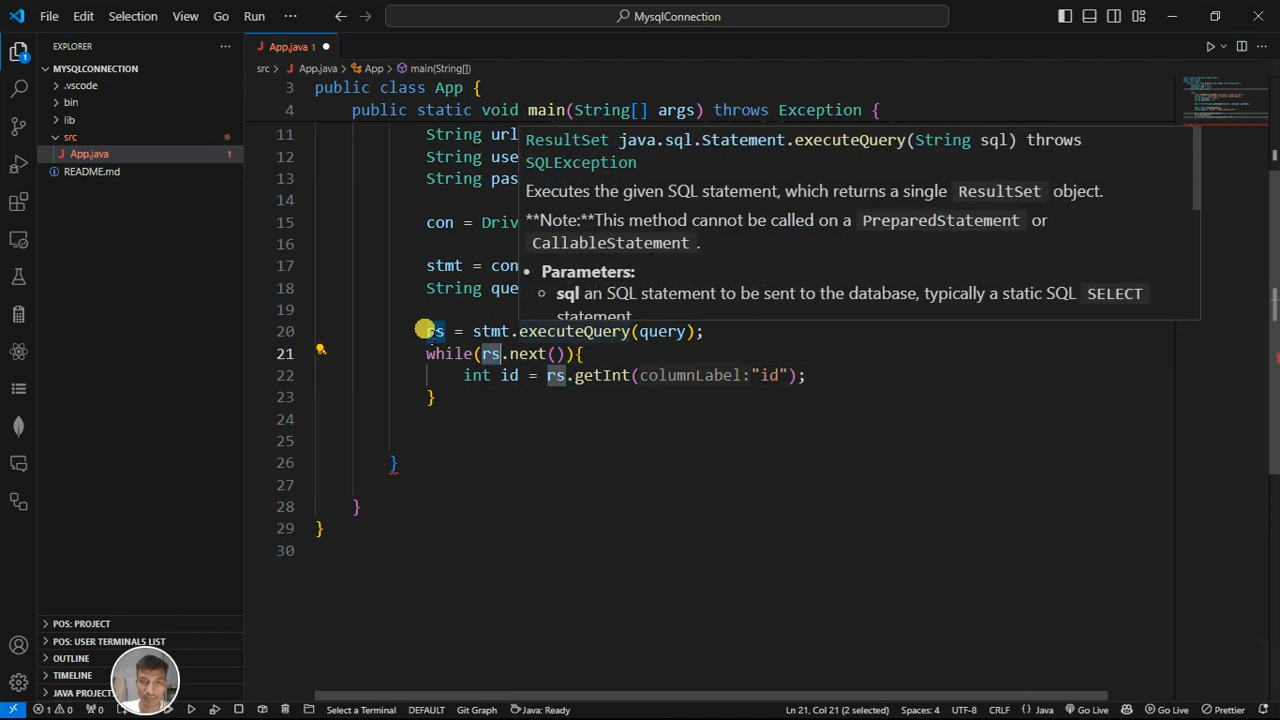 File Edit Selection View Go Run ··· MysqlConnection
EXPLORER ···
MYSQLCONNECTION
.vscode
bin
lib
src
App.java 1
README.md
POS: PROJECT
POS: USER TERMINALS LIST
OUTLINE
TIMELINE
JAVA PROJEC
App.java 1
src > App.java > App > main(String[])
3 public class App {
4 public static void main(String[] args) throws Exception {
11 String url
12 String use
13 String pas
14
15 con = Driv
16
17 stmt = con
18 String que
ResultSet java.sql.Statement.executeQuery(String sql) throws
SQLException
Executes the given SQL statement, which returns a single ResultSet object.
**Note:**This method cannot be called on a PreparedStatement or
CallableStatement .
• Parameters:
sql an SQL statement to be sent to the database, typically a static SQL SELECT
statement
20 rs = stmt.executeQuery(query);
21 while(rs.next()){
22 int id = rs.getInt(columnLabel:"id");
23 }
24
25
26 }
27
28 }
29 }
30
1 0 0 Select a Terminal DEFAULT Git Graph Java: Ready Ln 21, Col 21 (2 selected) Spaces: 4 UTF-8 CRLF {} Java Go Live Go Live Prettier